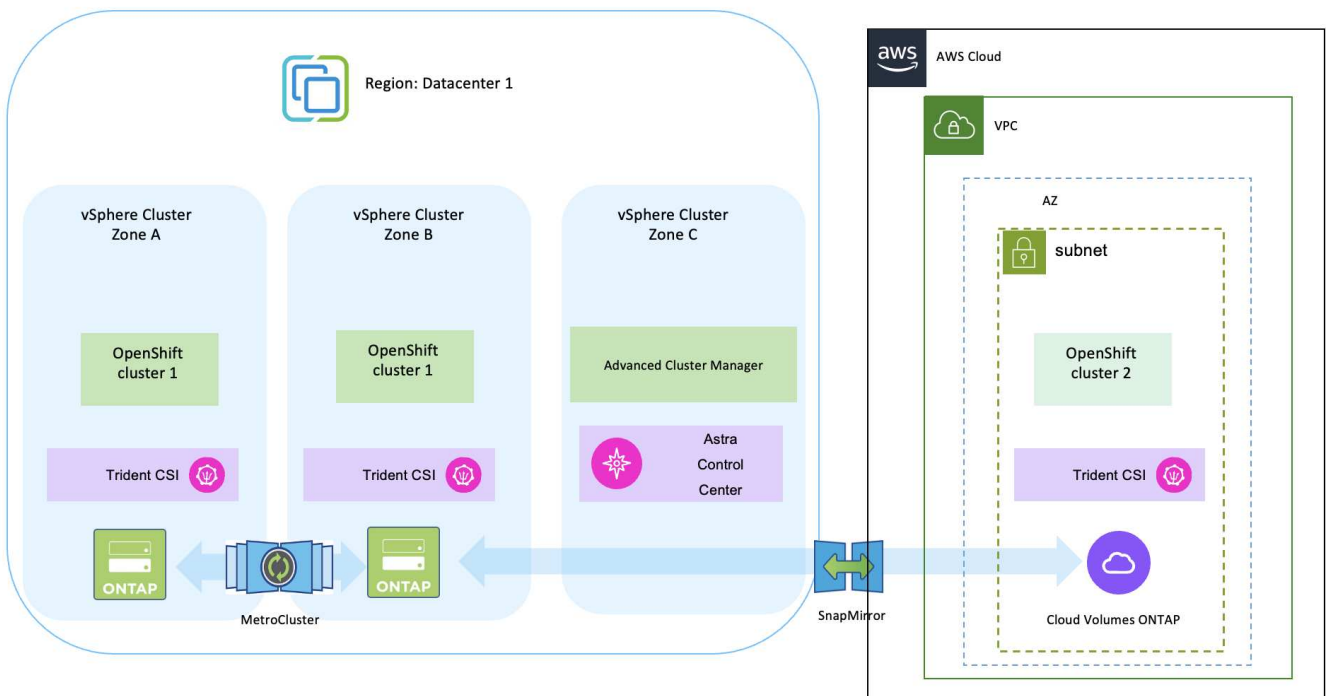 Region: Datacenter 1
vSphere Cluster
Zone A
OpenShift
cluster 1
Trident CSI
ONTAP
MetroCluster
vSphere Cluster
Zone B
OpenShift
cluster 1
Trident CSI
ONTAP
vSphere Cluster
Zone C
Advanced Cluster Manager
Astra
Control
Center
SnapMirror
aws
AWS Cloud
VPC
AZ
subnet
OpenShift
cluster 2
Trident CSI
Cloud Volumes ONTAP